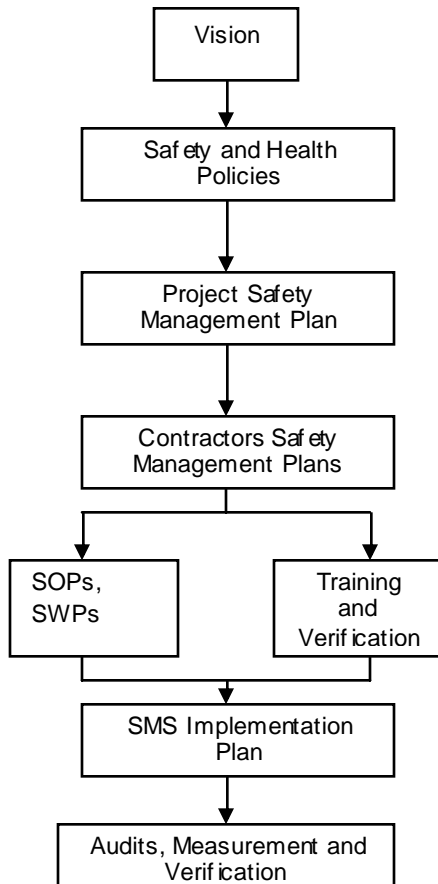 Vision
Safety and Health
Policies
Project Safety
Management Plan
Contractors Safety
Management Plans
SOPs,
SWPs
Training
and
Verification
SMS Implementation
Plan
Audits, Measurement and
Verification